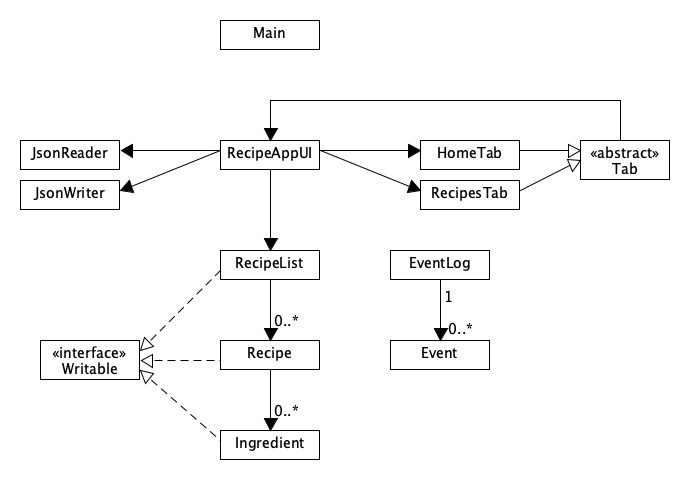 Main
JsonReader
RecipeAppUI
HomeTab
«abstract»
Tab
JsonWriter
RecipesTab
RecipeList
EventLog
1
0..*
0..*
«interface»
Writable
Recipe
Event
0..*
Ingredient